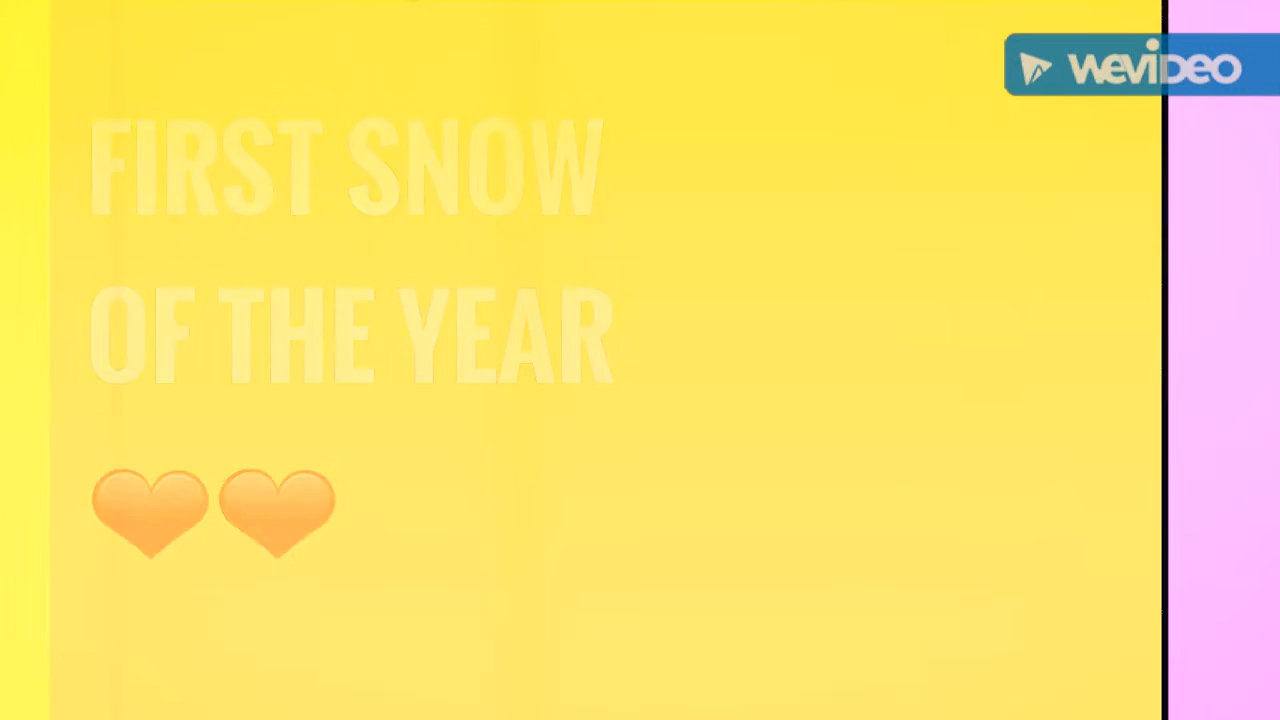 WEVIDEO
FIRST SNOW
OF THE YEAR
🧡🧡